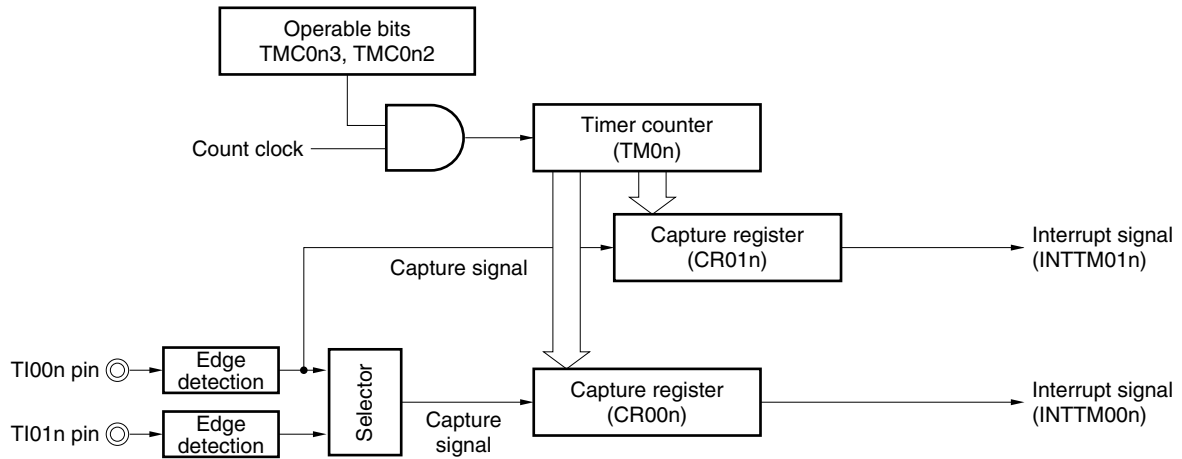 Operable bits
TMC0n3, TMC0n2
Count clock
Timer counter
(TM0n)
Capture register
(CR01n)
Interrupt signal
(INTTM01n)
Capture signal
TI00n pin
Edge
detection
Selector
Capture
signal
Capture register
(CR00n)
Interrupt signal
(INTTM00n)
TI01n pin
Edge
detection